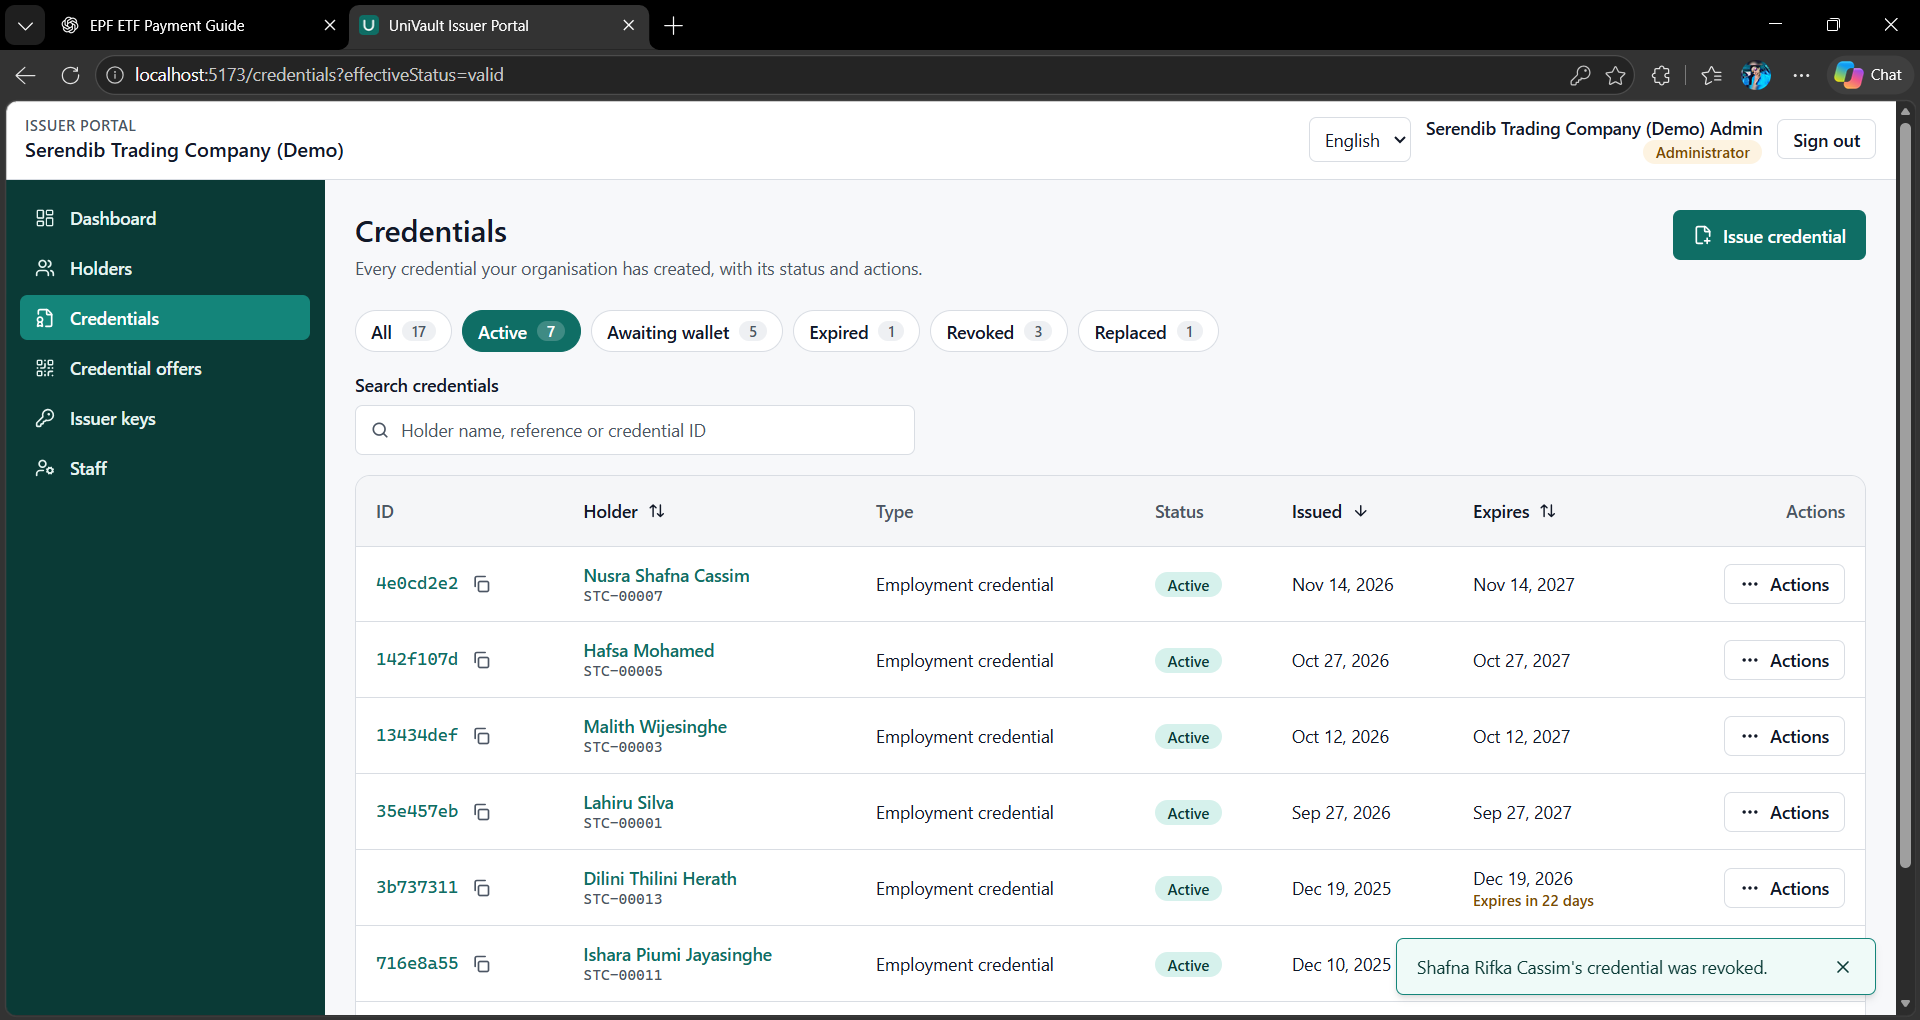 EPF ETF Payment Guide
UniVault Issuer Portal
localhost:5173/credentials?effectiveStatus=valid
Chat
ISSUER PORTAL
Serendib Trading Company (Demo)
English
Serendib Trading Company (Demo) Admin
Administrator
Sign out
Dashboard
Holders
Credentials
Credential offers
Issuer keys
Staff
Credentials
Every credential your organisation has created, with its status and actions.
Issue credential
All 17 Active 7 Awaiting wallet 5 Expired 1 Revoked 3 Replaced 1
Search credentials
Holder name, reference or credential ID
ID Holder Type Status Issued Expires Actions
4e0cd2e2 Nusra Shafna Cassim Employment credential Active Nov 14, 2026 Nov 14, 2027 ··· Actions
STC-00007
142f107d Hafsa Mohamed Employment credential Active Oct 27, 2026 Oct 27, 2027 ··· Actions
STC-00005
13434def Malith Wijesinghe Employment credential Active Oct 12, 2026 Oct 12, 2027 ··· Actions
STC-00003
35e457eb Lahiru Silva Employment credential Active Sep 27, 2026 Sep 27, 2027 ··· Actions
STC-00001
3b737311 Dilini Thilini Herath Employment credential Active Dec 19, 2025 Dec 19, 2026 ··· Actions
STC-00013 Expires in 22 days
716e8a55 Ishara Piumi Jayasinghe Employment credential Active Dec 10, 2025
STC-00011
Shafna Rifka Cassim's credential was revoked.